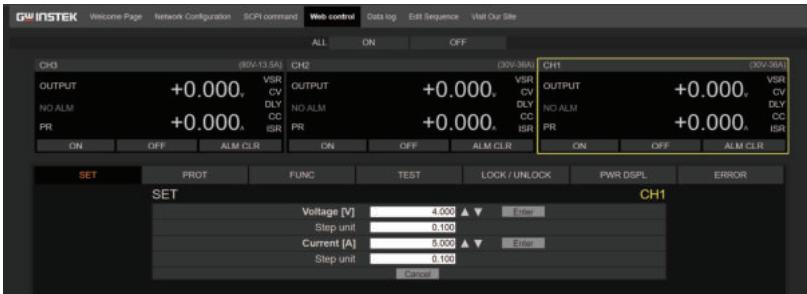 GW INSTEK Welcome Page Network Configuration SCPI command Web control Data log Edit Sequence Visit Our Site
ALL ON OFF
CH3 (80V-13.5A) CH2 (30V-36A) CH1 (30V-36A)
OUTPUT +0.000V VSR CV OUTPUT +0.000V VSR CV OUTPUT +0.000V VSR CV
NO ALM DLY NO ALM DLY NO ALM DLY
PR +0.000A CC ISR PR +0.000A CC ISR PR +0.000A CC ISR
ON OFF ALM CLR ON OFF ALM CLR ON OFF ALM CLR
SET PROT FUNC TEST LOCK / UNLOCK PWR DSPL ERROR
SET CH1
Voltage [V] 4.000 ▲ ▼ Enter
Step unit 0.100
Current [A] 5.000 ▲ ▼ Enter
Step unit 0.100
Cancel